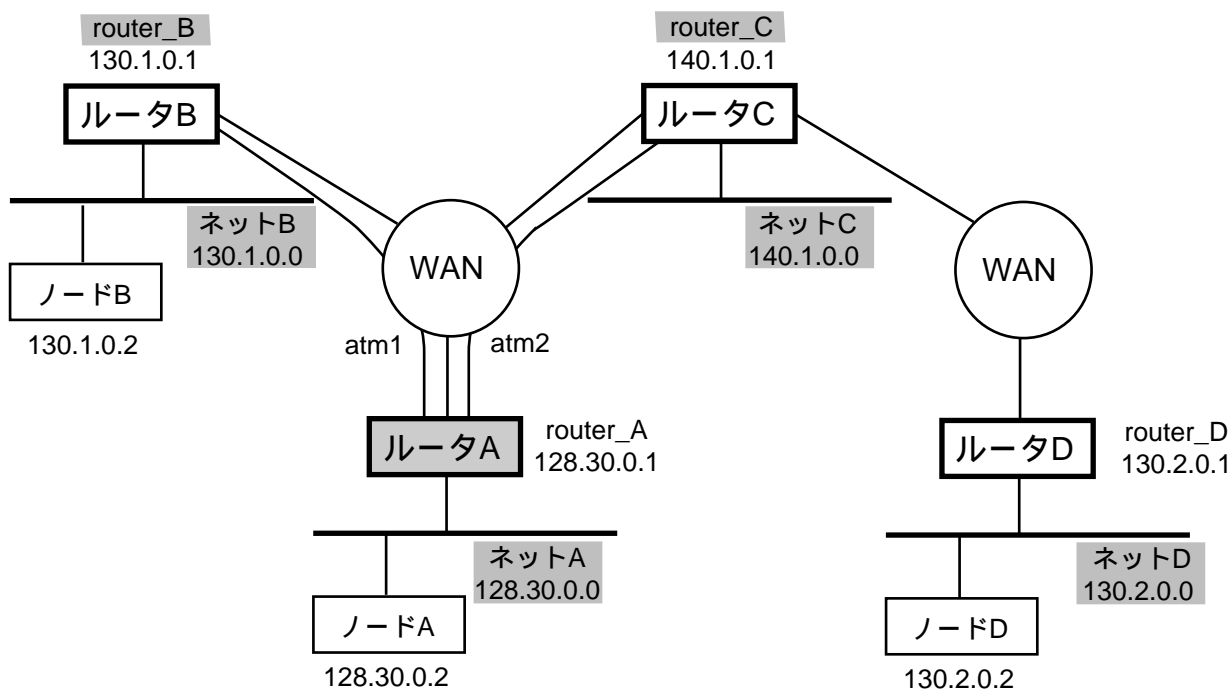 router_B
130.1.0.1
ルータB
router_C
140.1.0.1
ルータC
ネットB
130.1.0.0
ネットC
140.1.0.0
ノードB
130.1.0.2
WAN
WAN
atm1
atm2
ルータA
router_A
128.30.0.1
ルータD
router_D
130.2.0.1
ネットA
128.30.0.0
ネットD
130.2.0.0
ノードA
128.30.0.2
ノードD
130.2.0.2